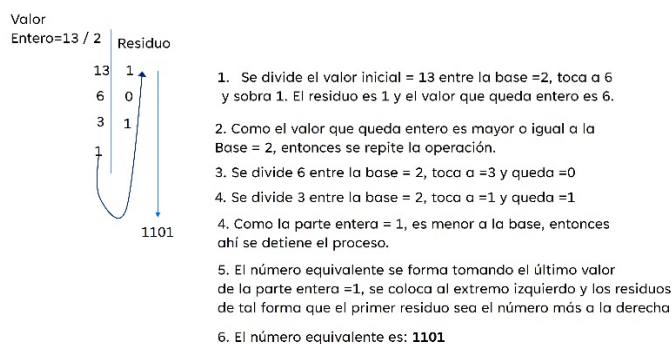 Valor
Entero=13 / 2
Residuo
13 1
6 0
3 1
1
1101
1. Se divide el valor inicial = 13 entre la base =2, toca a 6
y sobra 1. El residuo es 1 y el valor que queda entero es 6.
2. Como el valor que queda entero es mayor o igual a la
Base = 2, entonces se repite la operación.
3. Se divide 6 entre la base = 2, toca a =3 y queda =0
4. Se divide 3 entre la base = 2, toca a =1 y queda =1
4. Como la parte entera = 1, es menor a la base, entonces
ahí se detiene el proceso.
5. El número equivalente se forma tomando el último valor
de la parte entera =1, se coloca al extremo izquierdo y los residuos
de tal forma que el primer residuo sea el número más a la derecha
6. El número equivalente es: 1101